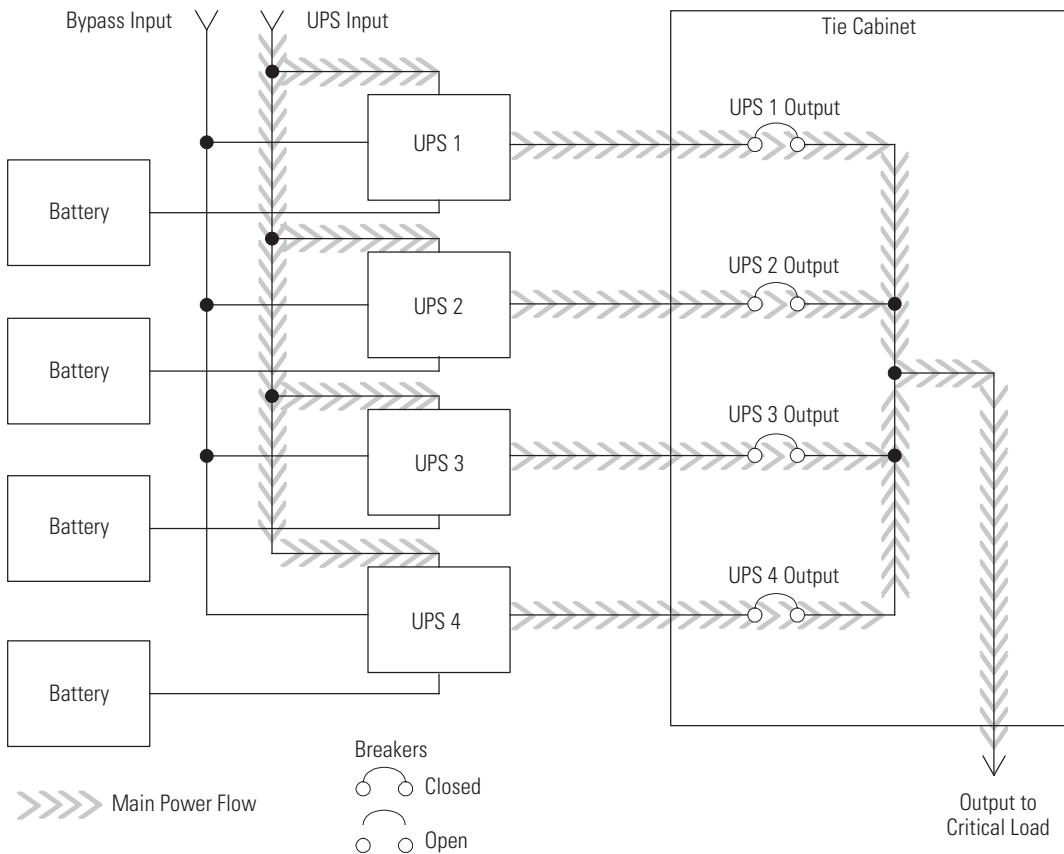 Bypass Input
UPS Input
Tie Cabinet
UPS 1 Output
UPS 1
Battery
UPS 2 Output
UPS 2
Battery
UPS 3 Output
UPS 3
Battery
UPS 4 Output
UPS 4
Battery
Breakers
Closed
Open
Main Power Flow
Output to
Critical Load